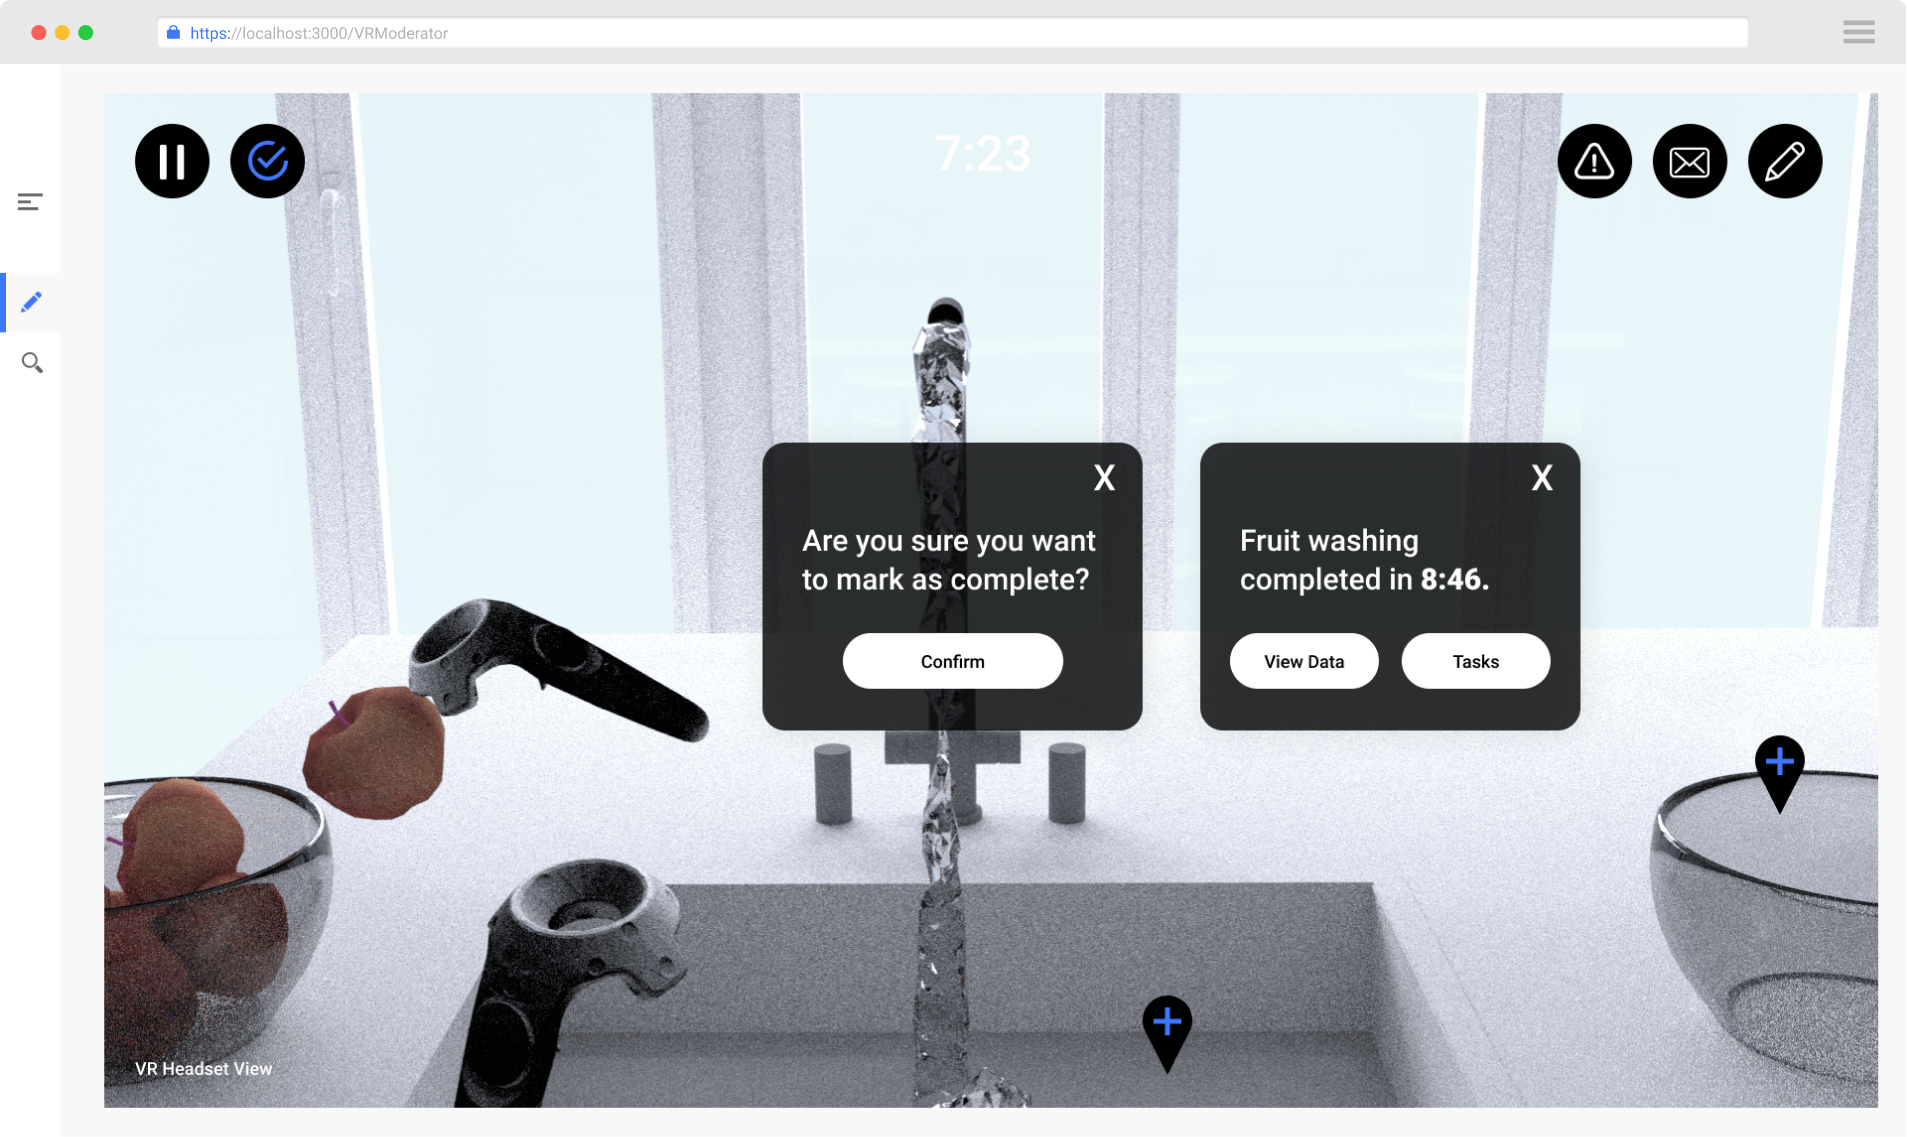 https://localhost:3000/VRModerator
7:23
X
Are you sure you want
to mark as complete?
Confirm
X
Fruit washing
completed in 8:46.
View Data
Tasks
VR Headset View